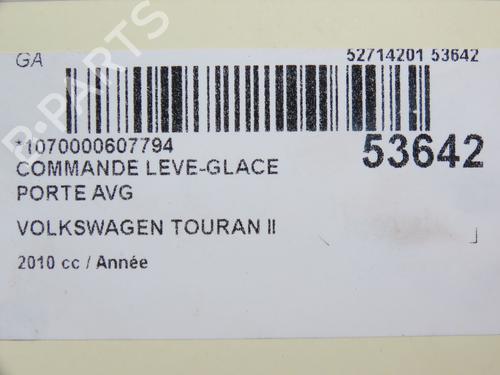 GA
52714201 53642
*1070000607794
53642
COMMANDE LEVE-GLACE
PORTE AVG
VOLKSWAGEN TOURAN II
2010 cc / Année
B-PARTS